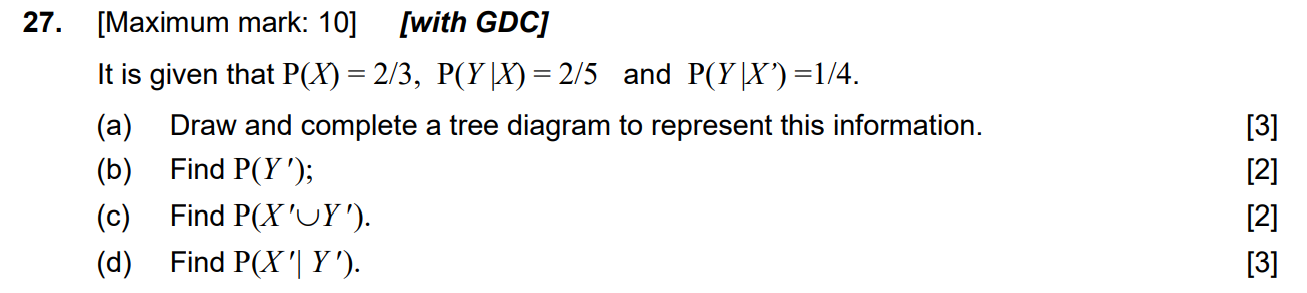 27. [Maximum mark: 10] [with GDC]
It is given that P(X) = 2/3, P(Y |X) = 2/5 and P(Y |X’) =1/4.
(a) Draw and complete a tree diagram to represent this information. [3]
(b) Find P(Y ′); [2]
(c) Find P(X ′∪Y ′). [2]
(d) Find P(X ′| Y ′). [3]